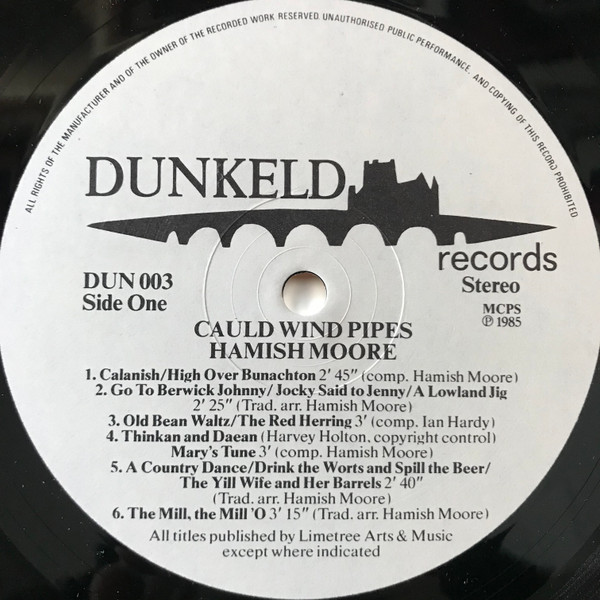 ALL RIGHTS OF THE MANUFACTURER AND OF THE OWNER OF THE RECORDED WORK RESERVED. UNAUTHORISED PUBLIC PERFORMANCE, AND COPYING OF THIS RECORD PROHIBITED
DUNKELD
records
DUN 003
Side One
Stereo
MCPS
℗ 1985
CAULD WIND PIPES
HAMISH MOORE
1. Calanish/High Over Bunachton 2′ 45″ (comp. Hamish Moore)
2. Go To Berwick Johnny/Jocky Said to Jenny/A Lowland Jig
2′ 25″ (Trad. arr. Hamish Moore)
3. Old Bean Waltz/The Red Herring 3′ (comp. Ian Hardy)
4. Thinkan and Daean (Harvey Holton, copyright control)
Mary's Tune 3′ (comp. Hamish Moore)
5. A Country Dance/Drink the Worts and Spill the Beer/
The Yill Wife and Her Barrels 2′ 40″
(Trad. arr. Hamish Moore)
6. The Mill, the Mill 'O 3′ 15″ (Trad. arr. Hamish Moore)
All titles published by Limetree Arts & Music
except where indicated